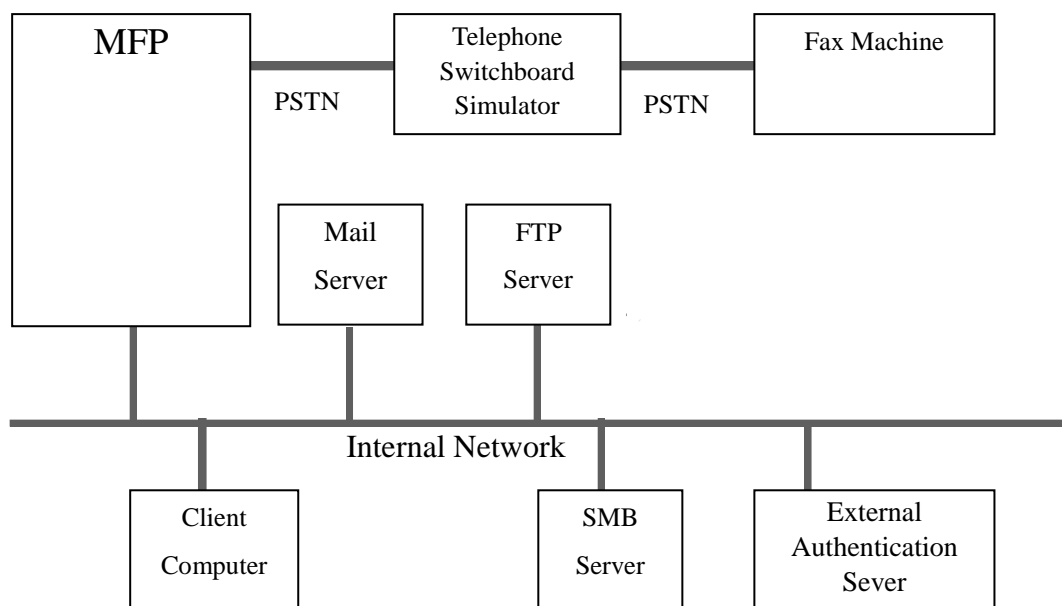 MFP
Telephone
Switchboard
Simulator
Fax Machine
PSTN
PSTN
Mail
Server
FTP
Server
Internal Network
Client
Computer
SMB
Server
External
Authentication
Sever